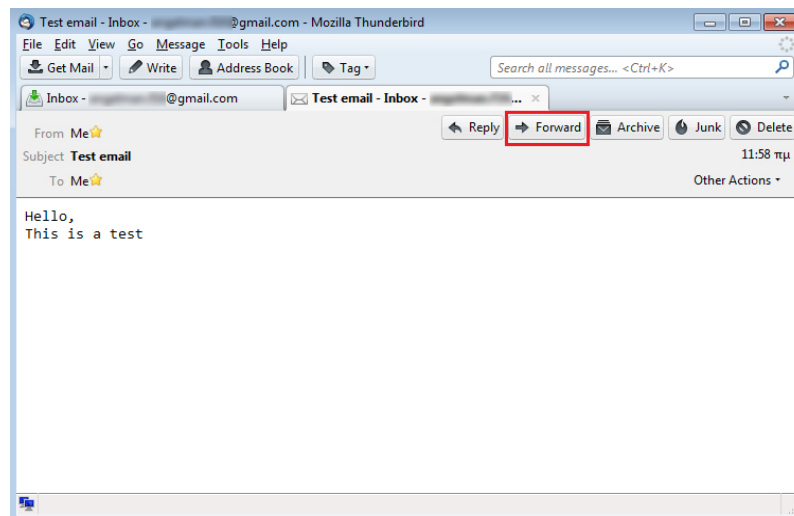 Test email - Inbox - @gmail.com - Mozilla Thunderbird
File Edit View Go Message Tools Help
Get Mail Write Address Book Tag Search all messages... <Ctrl+K>
Inbox - @gmail.com Test email - Inbox - ...
From Me Reply Forward Archive Junk Delete
Subject Test email 11:58 πμ
To Me Other Actions
Hello,
This is a test